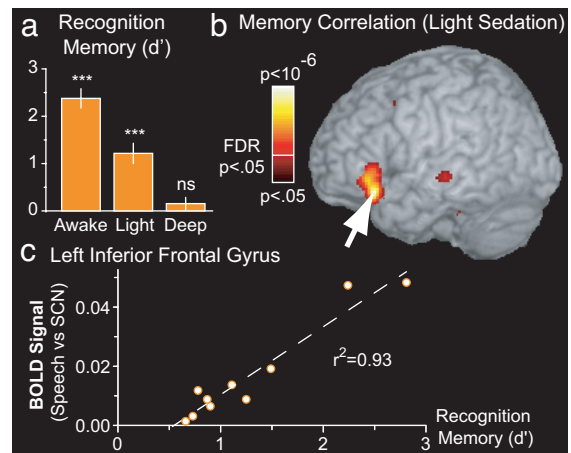 a Recognition
Memory (d’)
3
2
1
0
***
***
ns
Awake Light Deep
b Memory Correlation (Light Sedation)
p<10-6
FDR
p<.05
p<.05
c Left Inferior Frontal Gyrus
BOLD Signal
(Speech vs SCN)
0.04
0.02
0.00
r2=0.93
0 1 2 3
Recognition
Memory (d')